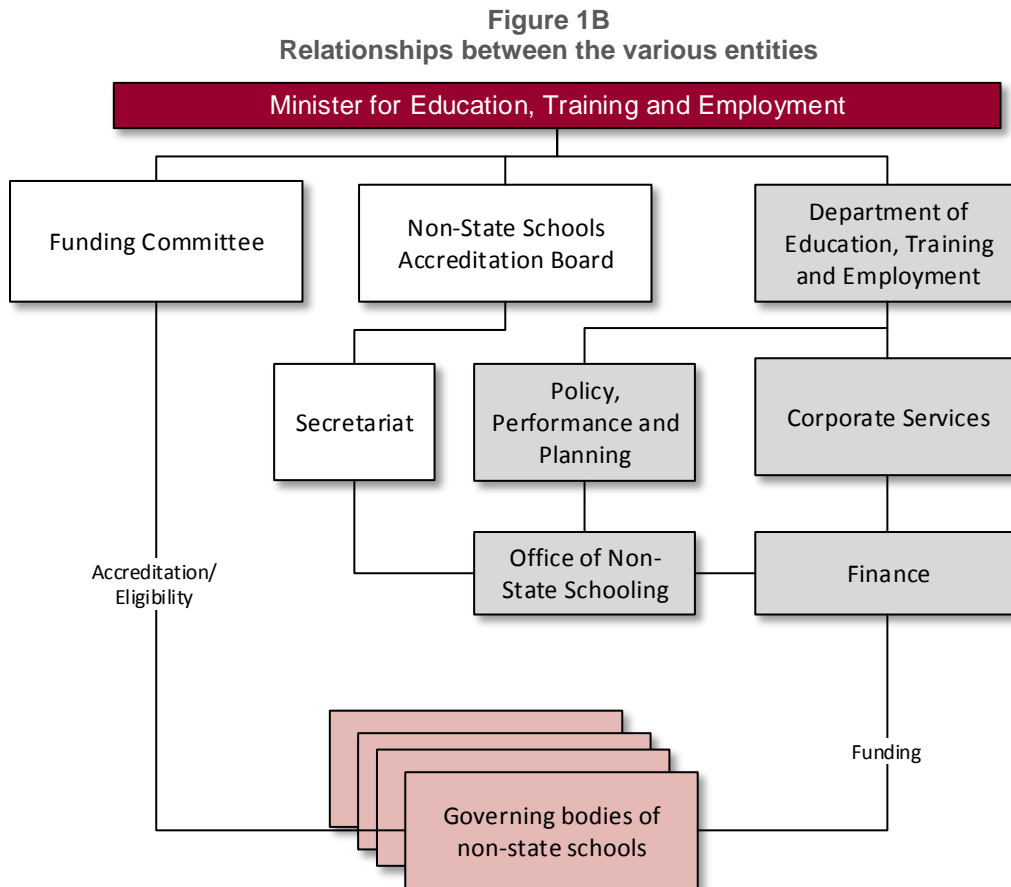 Figure 1B
Relationships between the various entities
Minister for Education, Training and Employment
Funding Committee
Non-State Schools
Accreditation Board
Department of
Education, Training
and Employment
Secretariat
Policy,
Performance and
Planning
Corporate Services
Office of Non-
State Schooling
Finance
Accreditation/
Eligibility
Funding
Governing bodies of
non-state schools